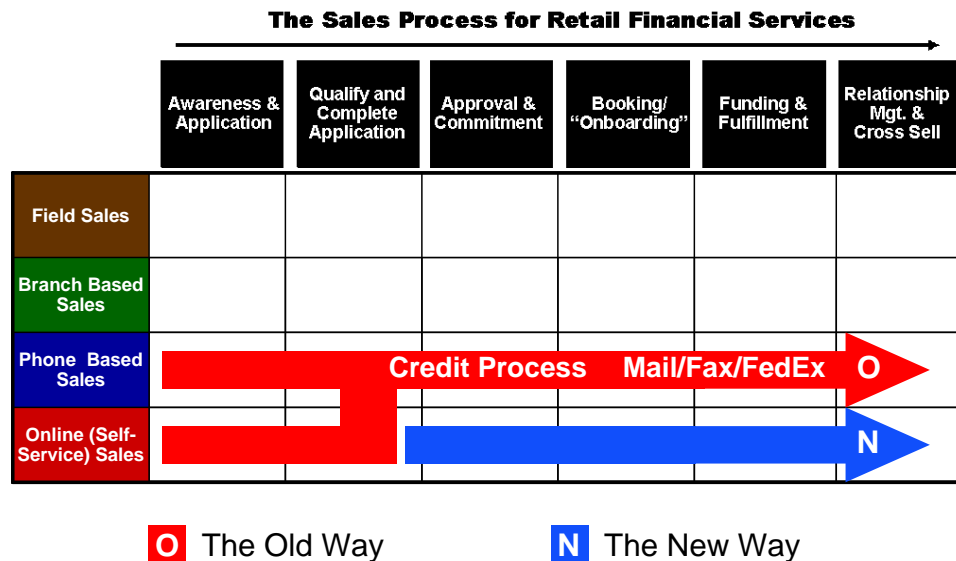 The Sales Process for Retail Financial Services
Awareness &
Application
Qualify and
Complete
Application
Approval &
Commitment
Booking/
“Onboarding”
Funding &
Fulfillment
Relationship
Mgt. &
Cross Sell
Field Sales
Branch Based
Sales
Phone Based
Sales
Credit Process Mail/Fax/FedEx O
Online (Self-
Service) Sales
N
O The Old Way
N The New Way